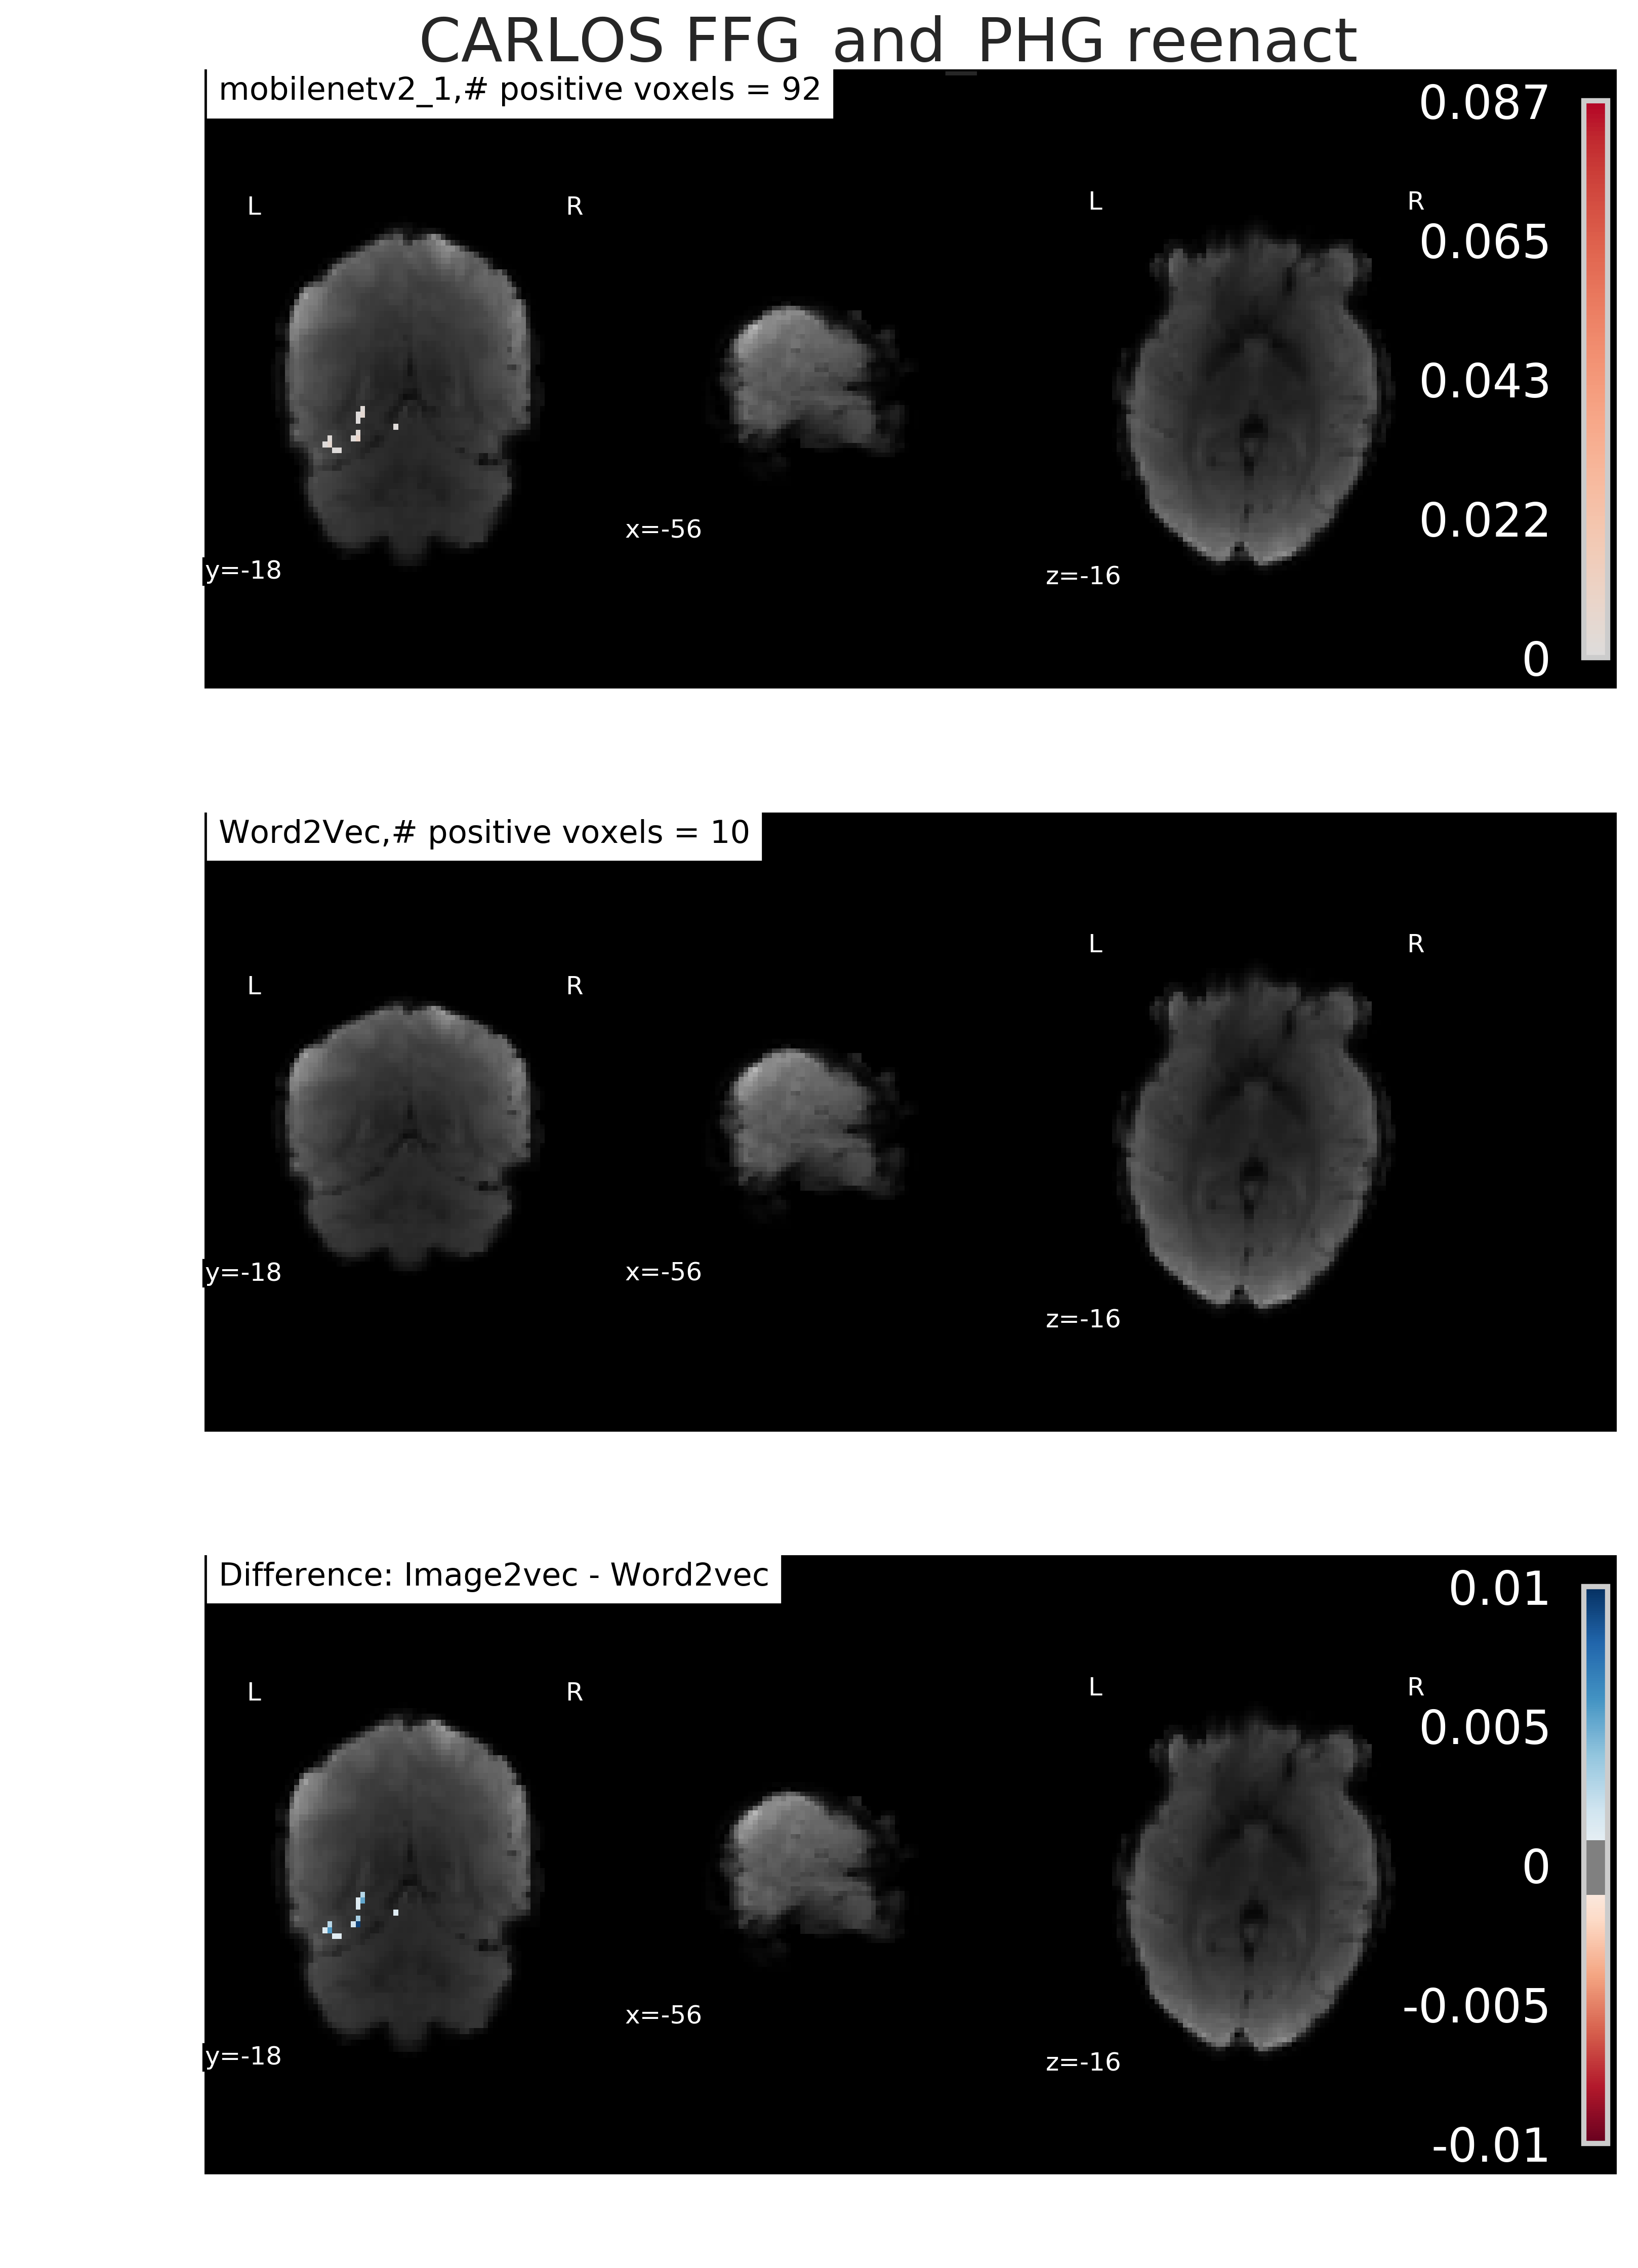 CARLOS FFG_and_PHG reenact
mobilenetv2_1,# positive voxels = 92
0.087
L R L R
0.065
0.043
0.022
x=-56
y=-18
z=-16
0
Word2Vec,# positive voxels = 10
L R
L R
x=-56
y=-18
z=-16
Difference: Image2vec - Word2vec
0.01
L R L R
0.005
0
-0.005
x=-56
y=-18
z=-16
-0.01